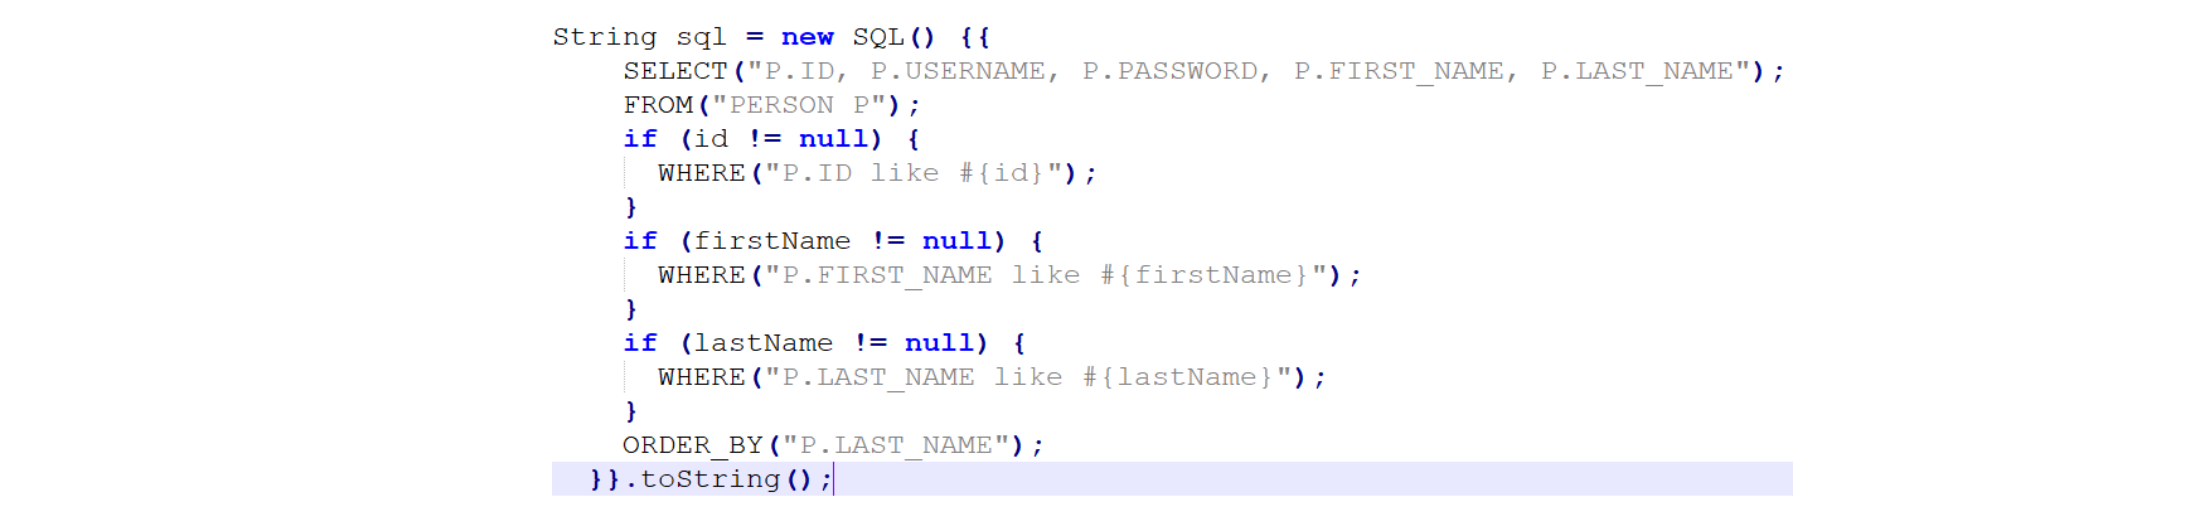 String sql = new SQL() {{
    SELECT("P.ID, P.USERNAME, P.PASSWORD, P.FIRST_NAME, P.LAST_NAME");
    FROM("PERSON P");
    if (id != null) {
      WHERE("P.ID like #{id}");
    }
    if (firstName != null) {
      WHERE("P.FIRST_NAME like #{firstName}");
    }
    if (lastName != null) {
      WHERE("P.LAST_NAME like #{lastName}");
    }
    ORDER_BY("P.LAST_NAME");
  }}.toString();